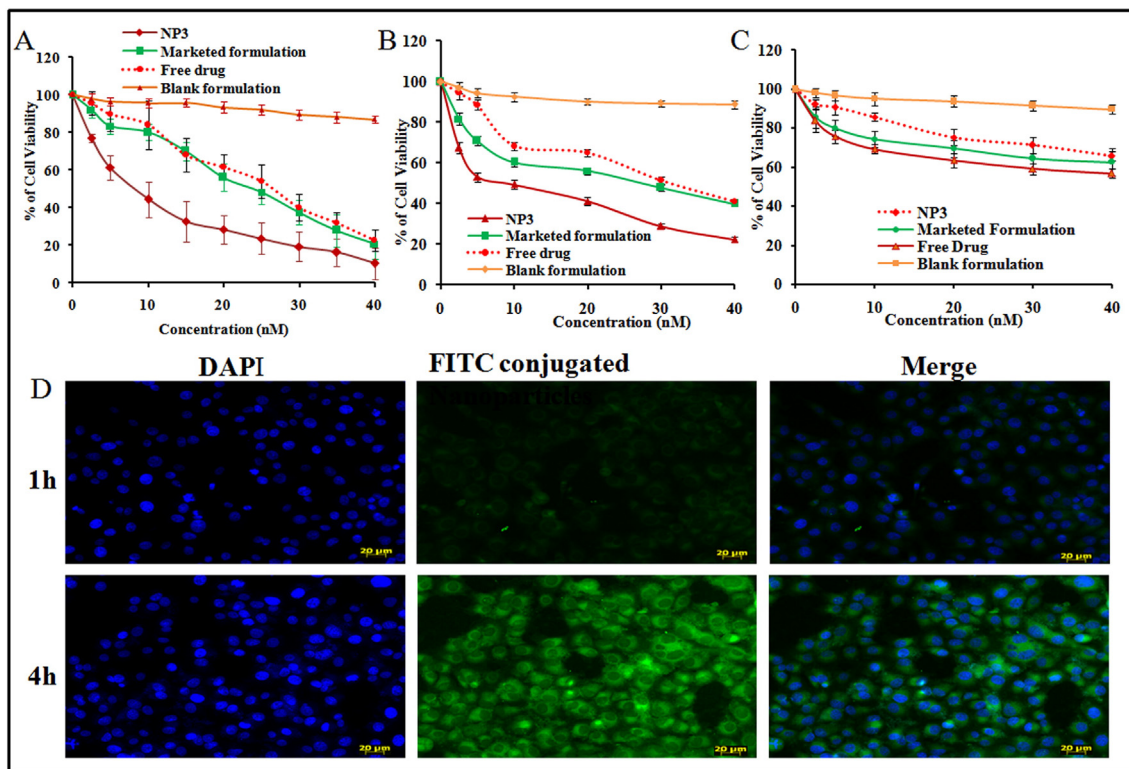 A
NP3
Marketed formulation
Free drug
Blank formulation
% of Cell Viability
120
100
80
60
40
20
0
0 10 20 30 40
Concentration (nM)
B
120
100
80
60
40
20
0
% of Cell Viability
NP3
Marketed formulation
Free drug
Blank formulation
0 10 20 30 40
Concentration (nM)
C
120
100
80
60
40
20
0
% of Cell Viability
NP3
Marketed Formulation
Free Drug
Blank formulation
0 10 20 30 40
Concentration (nM)
D
DAPI
FITC conjugated
Nanoparticles
Merge
1h
20 µm
20 µm
20 µm
4h
20 µm
20 µm
20 µm